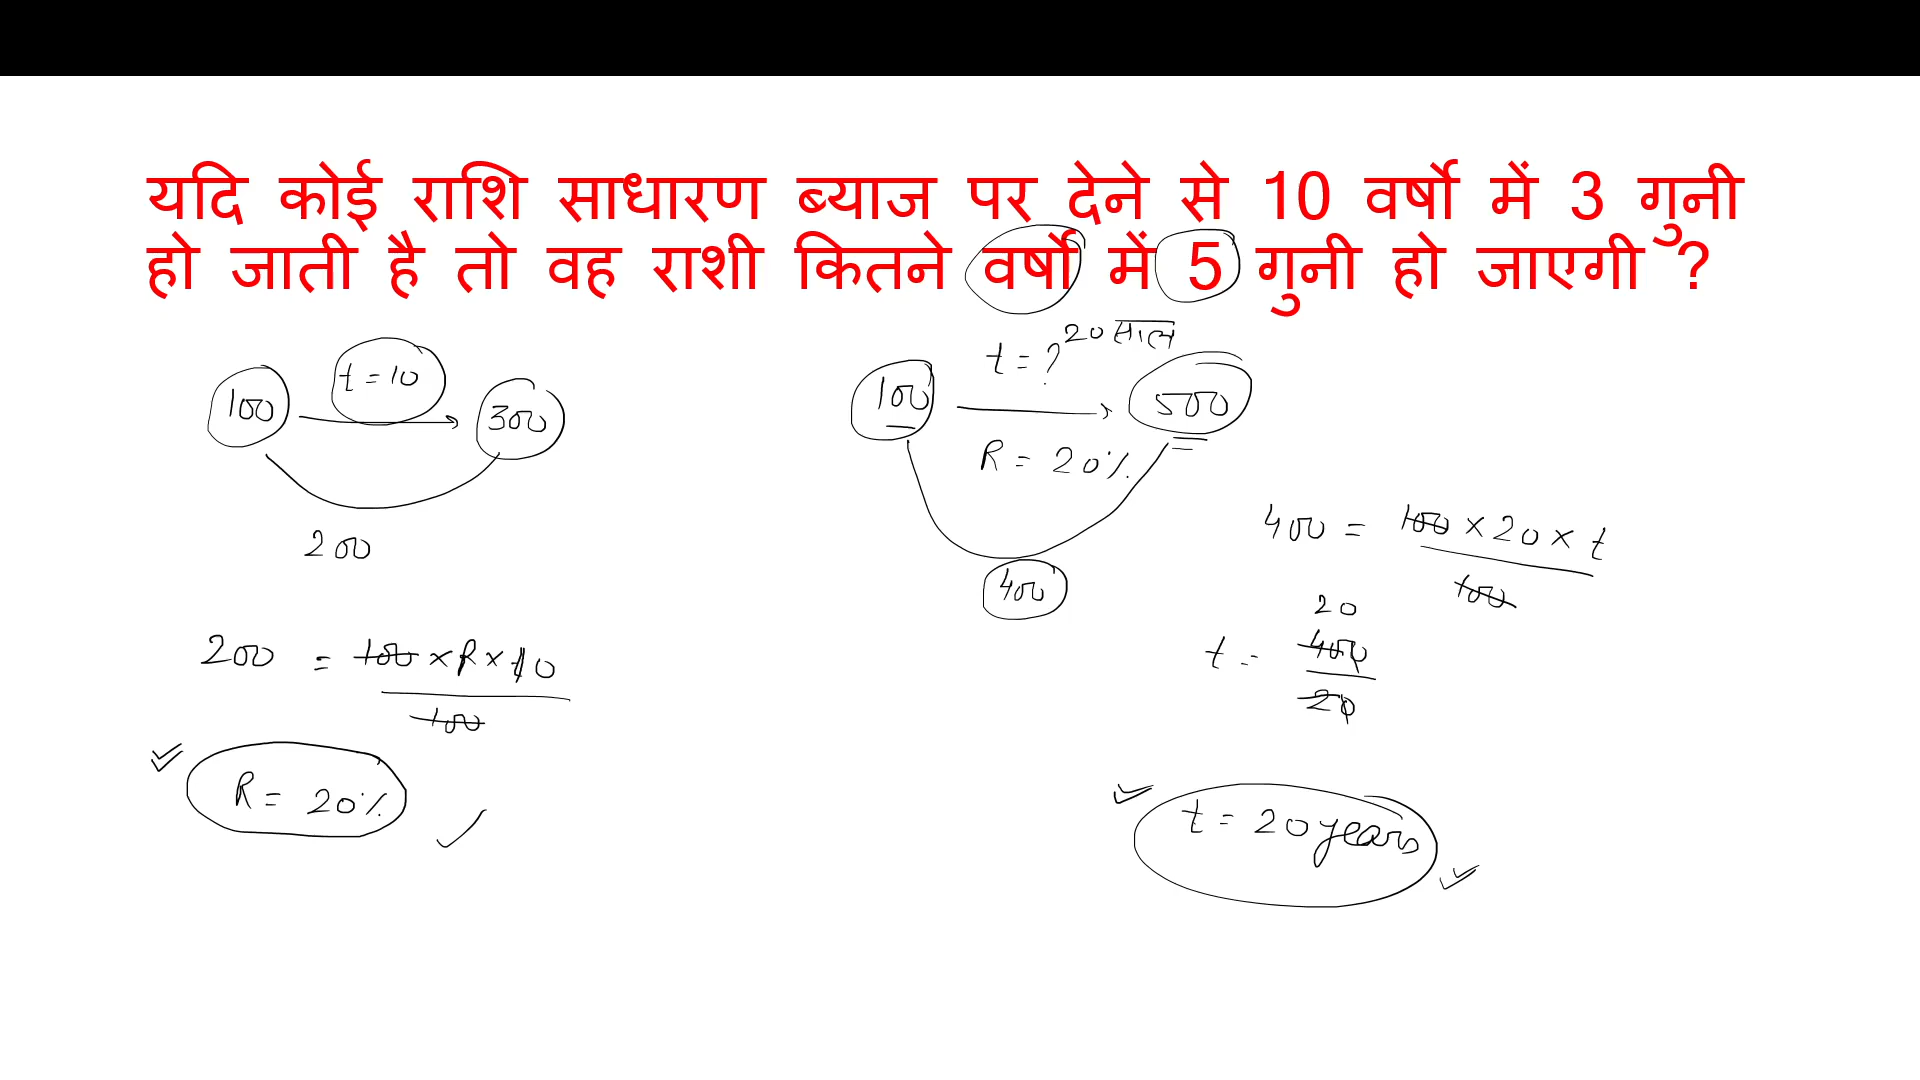 यदि कोई राशि साधारण ब्याज पर देने से 10 वर्षो में 3 गुनी
हो जाती है तो वह राशी कितने वर्षो में 5 गुनी हो जाएगी ?
100 t = 10 300
200
200 = 100 × R × 10
100
R = 20%
t = ? 20 साल
100 500
R = 20%
400
400 = 100 × 20 × t
100
20
t = 400
20
t = 20 years